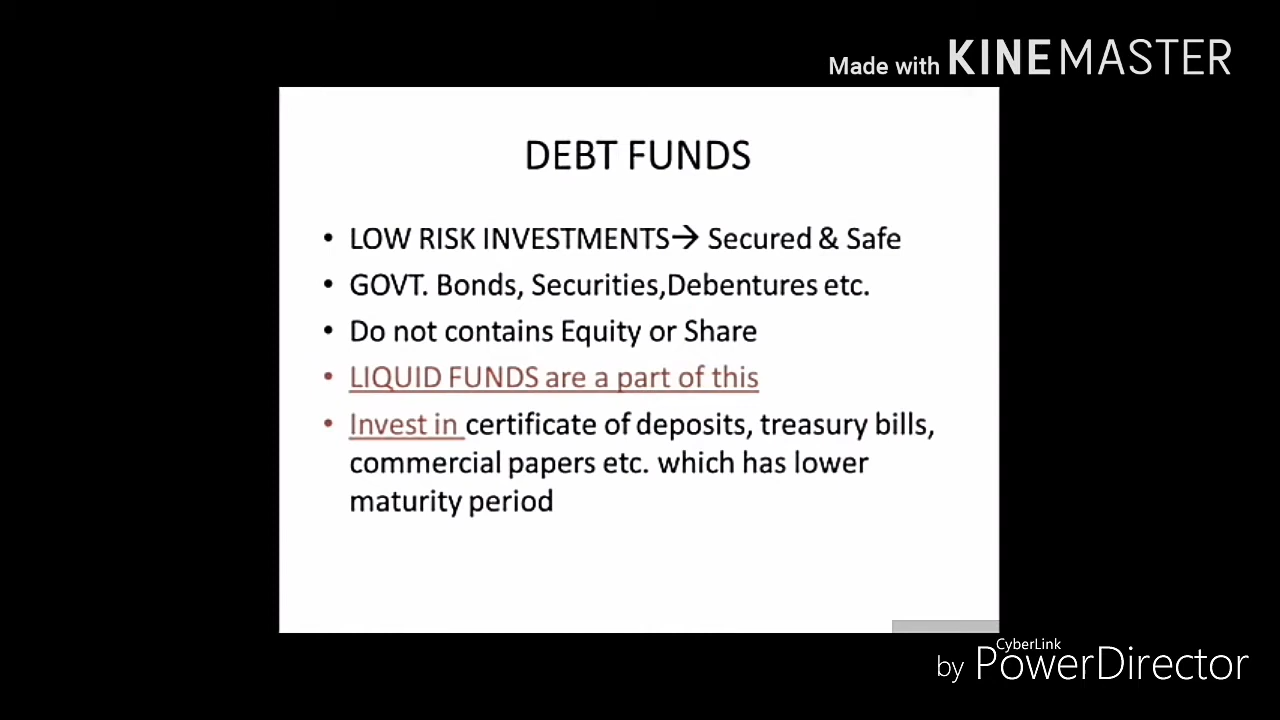 Made with KINEMASTER
DEBT FUNDS
• LOW RISK INVESTMENTS→ Secured & Safe
• GOVT. Bonds, Securities,Debentures etc.
• Do not contains Equity or Share
• LIQUID FUNDS are a part of this
• Invest in certificate of deposits, treasury bills,
commercial papers etc. which has lower
maturity period
CyberLink
by PowerDirector